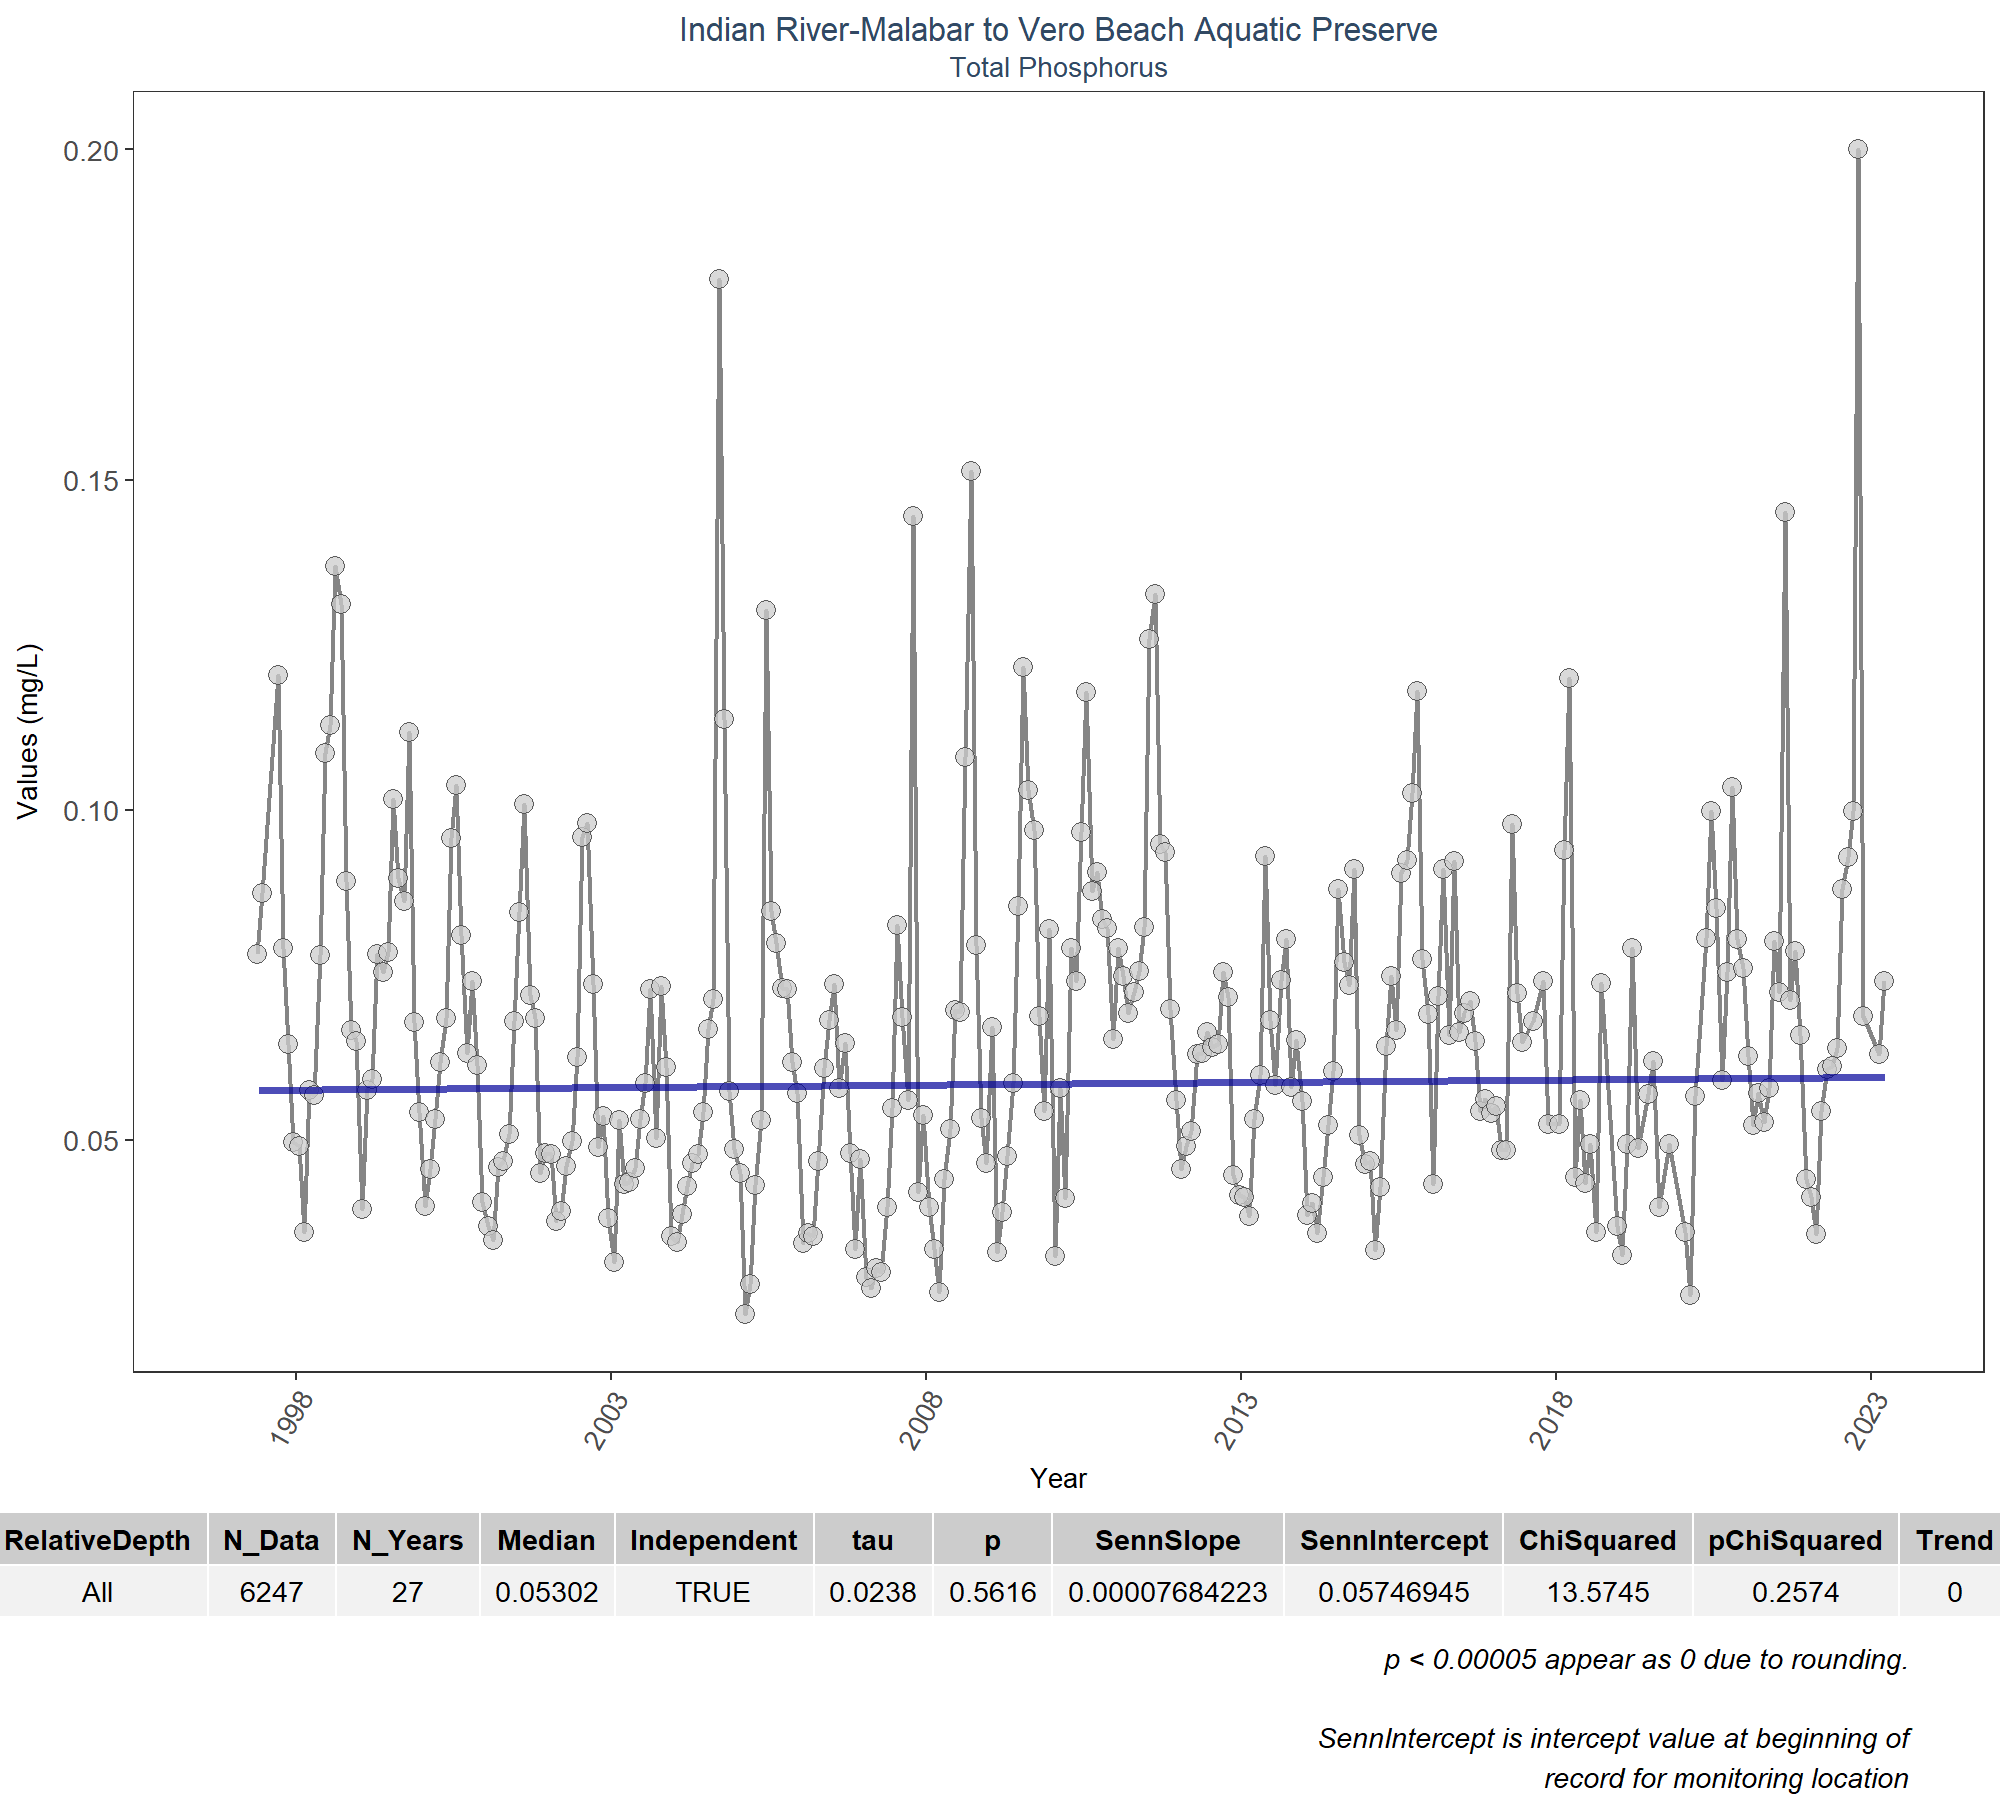 Indian River-Malabar to Vero Beach Aquatic Preserve
Total Phosphorus
0.20
0.15
0.10
0.05
Values (mg/L)
1998 2003 2008 2013 2018 2023
Year
RelativeDepth N_Data N_Years Median Independent tau p SennSlope SennIntercept ChiSquared pChiSquared Trend
All 6247 27 0.05302 TRUE 0.0238 0.5616 0.00007684223 0.05746945 13.5745 0.2574 0
p < 0.00005 appear as 0 due to rounding.
SennIntercept is intercept value at beginning of
record for monitoring location